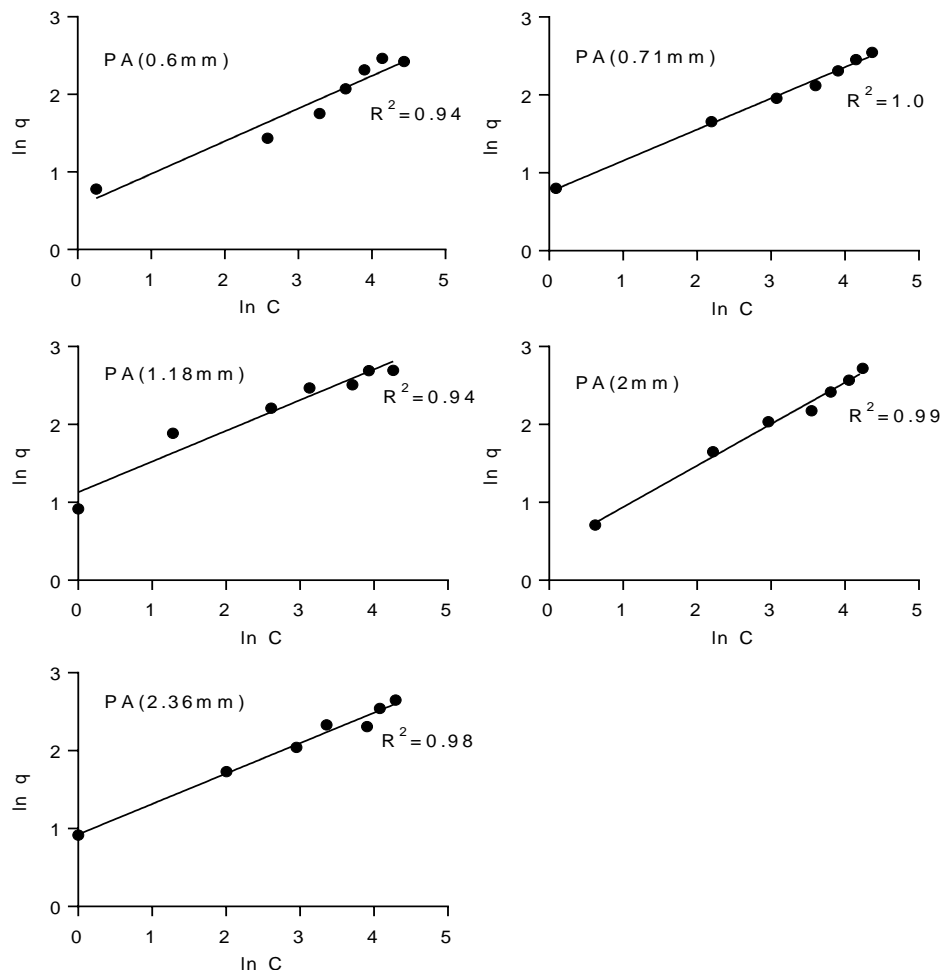 3
2
1
0
ln q
PA(0.6mm)
R²=0.94
0 1 2 3 4 5
ln C
3
2
1
0
ln q
PA(0.71mm)
R²=1.0
0 1 2 3 4 5
ln C
3
2
1
0
ln q
PA(1.18mm)
R²=0.94
0 1 2 3 4 5
ln C
3
2
1
0
ln q
PA(2mm)
R²=0.99
0 1 2 3 4 5
ln C
3
2
1
0
ln q
PA(2.36mm)
R²=0.98
0 1 2 3 4 5
ln C